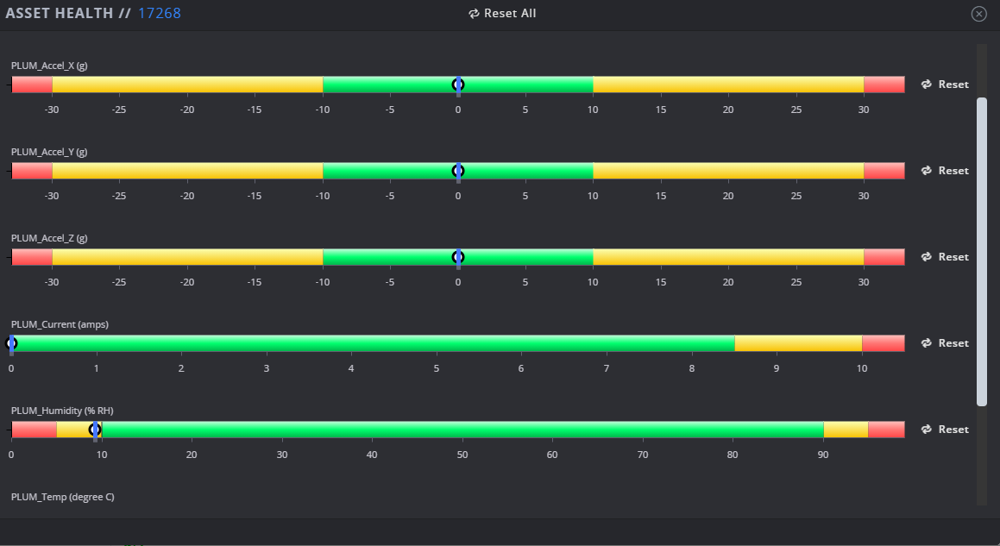 ASSET HEALTH // 17268
Reset All
PLUM_Accel_X (g)
Reset
-30 -25 -20 -15 -10 -5 0 5 10 15 20 25 30
PLUM_Accel_Y (g)
Reset
-30 -25 -20 -15 -10 -5 0 5 10 15 20 25 30
PLUM_Accel_Z (g)
Reset
-30 -25 -20 -15 -10 -5 0 5 10 15 20 25 30
PLUM_Current (amps)
Reset
0 1 2 3 4 5 6 7 8 9 10
PLUM_Humidity (% RH)
Reset
0 10 20 30 40 50 60 70 80 90
PLUM_Temp (degree C)